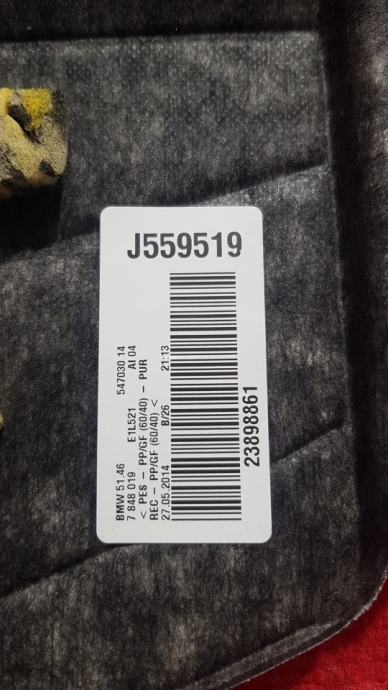 J559519
BMW 51.46 547030 14
7 848 019 E1L521 AI 04
< PES - PP/GF (60/40) - PUR
REC - PP/GF (60/40) <
27.05.2014 B/26 21:13
23898861